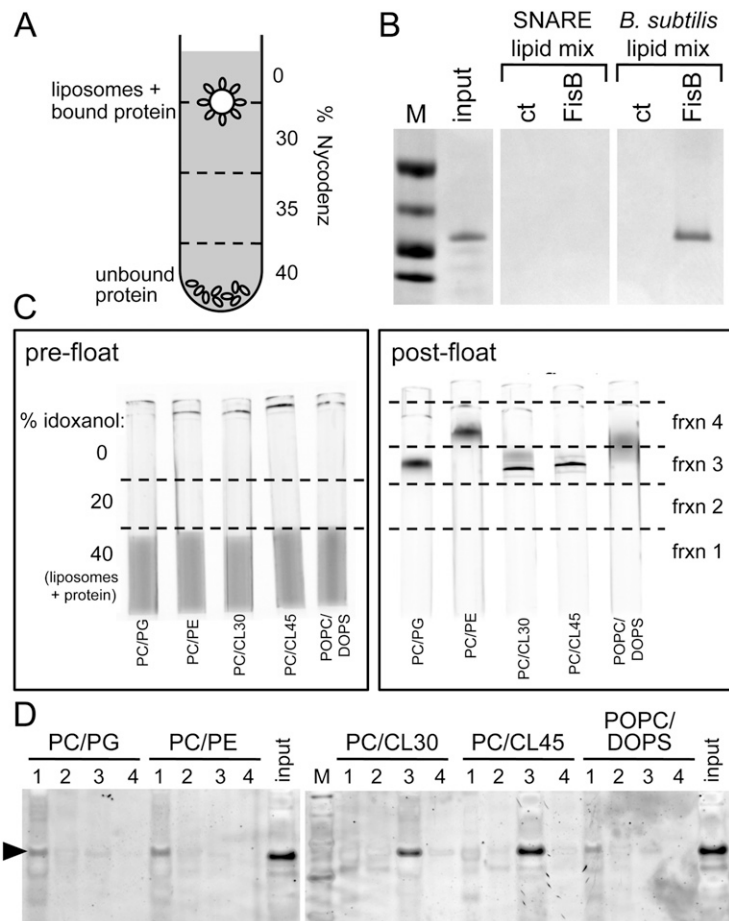 A
liposomes +
bound protein
unbound
protein
0
30
35
40
% Nycodenz
B
SNARE
lipid mix
B. subtilis
lipid mix
M
input
ct
FisB
ct
FisB
C
pre-float
% idoxanol:
0
20
40
(liposomes
+ protein)
PC/PG
PC/PE
PC/CL30
PC/CL45
POPC/
DOPS
post-float
frxn 4
frxn 3
frxn 2
frxn 1
PC/PG
PC/PE
PC/CL30
PC/CL45
POPC/
DOPS
D
PC/PG
PC/PE
input
1 2 3 4 1 2 3 4
PC/CL30
PC/CL45
POPC/
DOPS
input
M 1 2 3 4 1 2 3 4 1 2 3 4